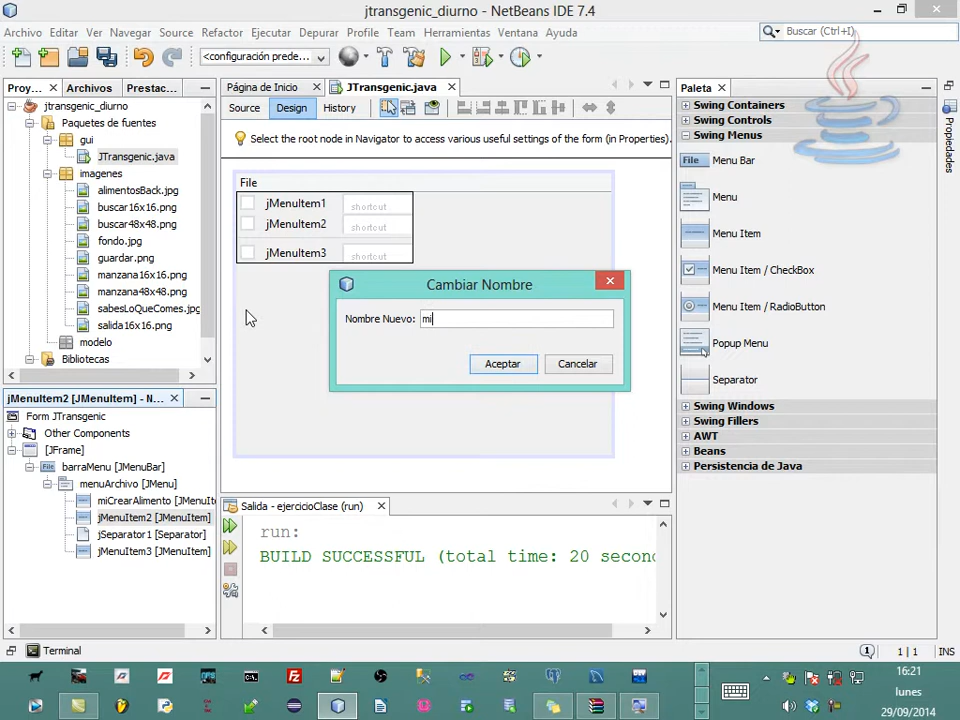 jtransgenic_diurno - NetBeans IDE 7.4
Archivo Editar Ver Navegar Source Refactor Ejecutar Depurar Profile Team Herramientas Ventana Ayuda
Buscar (Ctrl+I)
<configuración prede...
Proy... Archivos Prestac...
Página de Inicio JTransgenic.java
Paleta
jtransgenic_diurno
Paquetes de fuentes
gui
JTransgenic.java
imagenes
alimentosBack.jpg
buscar16x16.png
buscar48x48.png
fondo.jpg
guardar.png
manzana16x16.png
manzana48x48.png
sabesLoQueComes.jpg
salida16x16.png
modelo
Bibliotecas
Source Design History
Select the root node in Navigator to access various useful settings of the form (in Properties).
File
jMenuItem1 shortcut
jMenuItem2 shortcut
jMenuItem3 shortcut
Cambiar Nombre
Nombre Nuevo: mi
Aceptar Cancelar
Swing Containers
Swing Controls
Swing Menus
File Menu Bar
Menu
Menu Item
Menu Item / CheckBox
Menu Item / RadioButton
Popup Menu
Separator
Swing Windows
Swing Fillers
AWT
Beans
Persistencia de Java
Propiedades
jMenuItem2 [JMenuItem] - N...
Form JTransgenic
Other Components
[JFrame]
File barraMenu [JMenuBar]
menuArchivo [JMenu]
miCrearAlimento [JMenuIte
jMenuItem2 [JMenuItem]
jSeparator1 [Separator]
jMenuItem3 [JMenuItem]
Salida - ejercicioClase (run)
run:
BUILD SUCCESSFUL (total time: 20 second
Terminal
1 1 | 1 INS
16:21
lunes
29/09/2014